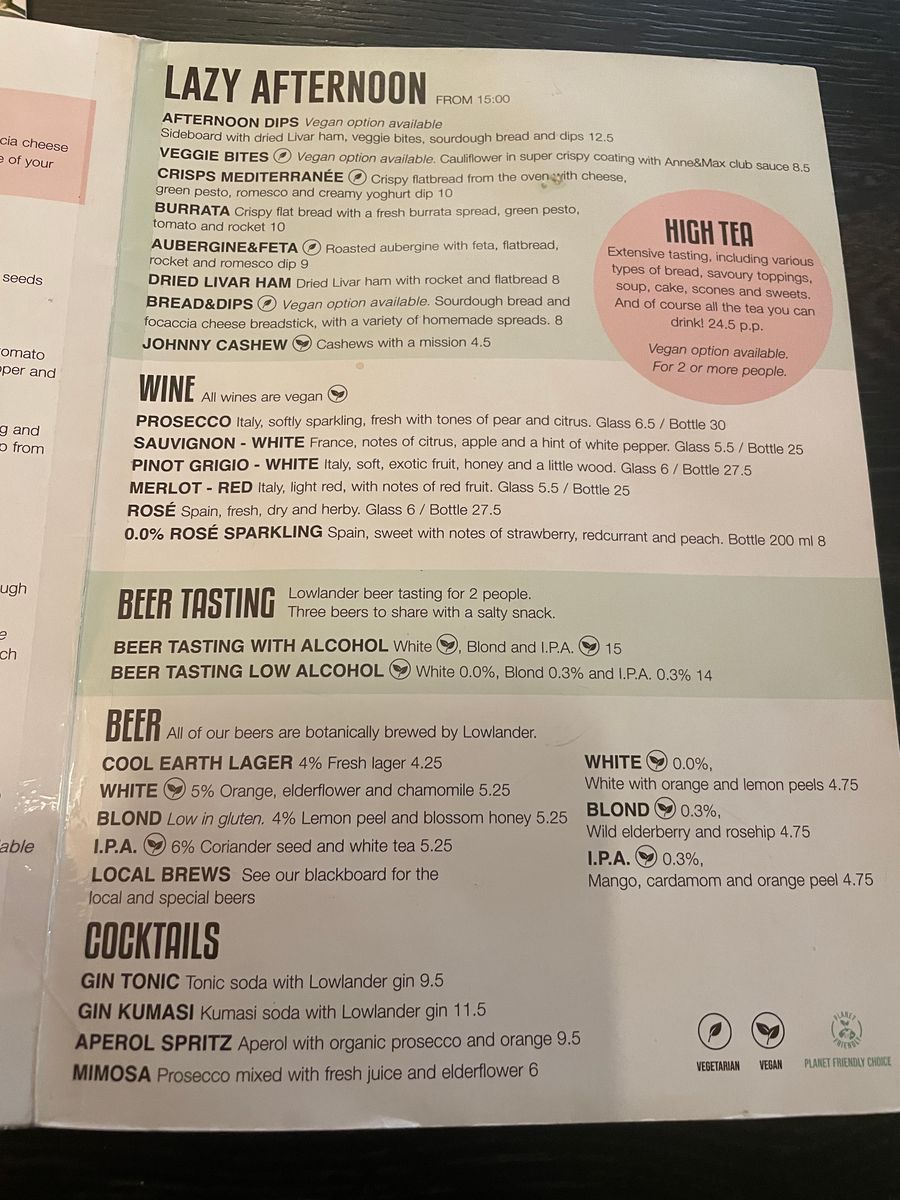 cia cheese
e of your
seeds
omato
per and
g and
p from
ugh
e
ch
able
LAZY AFTERNOON FROM 15:00
AFTERNOON DIPS Vegan option available
Sideboard with dried Livar ham, veggie bites, sourdough bread and dips 12.5
VEGGIE BITES Vegan option available. Cauliflower in super crispy coating with Anne&Max club sauce 8.5
CRISPS MEDITERRANÉE Crispy flatbread from the oven with cheese,
green pesto, romesco and creamy yoghurt dip 10
BURRATA Crispy flat bread with a fresh burrata spread, green pesto,
tomato and rocket 10
AUBERGINE&FETA Roasted aubergine with feta, flatbread,
rocket and romesco dip 9
DRIED LIVAR HAM Dried Livar ham with rocket and flatbread 8
BREAD&DIPS Vegan option available. Sourdough bread and
focaccia cheese breadstick, with a variety of homemade spreads. 8
JOHNNY CASHEW Cashews with a mission 4.5
HIGH TEA
Extensive tasting, including various
types of bread, savoury toppings,
soup, cake, scones and sweets.
And of course all the tea you can
drink! 24.5 p.p.
Vegan option available.
For 2 or more people.
WINE All wines are vegan
PROSECCO Italy, softly sparkling, fresh with tones of pear and citrus. Glass 6.5 / Bottle 30
SAUVIGNON - WHITE France, notes of citrus, apple and a hint of white pepper. Glass 5.5 / Bottle 25
PINOT GRIGIO - WHITE Italy, soft, exotic fruit, honey and a little wood. Glass 6 / Bottle 27.5
MERLOT - RED Italy, light red, with notes of red fruit. Glass 5.5 / Bottle 25
ROSÉ Spain, fresh, dry and herby. Glass 6 / Bottle 27.5
0.0% ROSÉ SPARKLING Spain, sweet with notes of strawberry, redcurrant and peach. Bottle 200 ml 8
BEER TASTING Lowlander beer tasting for 2 people.
Three beers to share with a salty snack.
BEER TASTING WITH ALCOHOL White , Blond and I.P.A. 15
BEER TASTING LOW ALCOHOL White 0.0%, Blond 0.3% and I.P.A. 0.3% 14
BEER All of our beers are botanically brewed by Lowlander.
COOL EARTH LAGER 4% Fresh lager 4.25
WHITE 5% Orange, elderflower and chamomile 5.25
BLOND Low in gluten. 4% Lemon peel and blossom honey 5.25
I.P.A. 6% Coriander seed and white tea 5.25
LOCAL BREWS See our blackboard for the
local and special beers
WHITE 0.0%,
White with orange and lemon peels 4.75
BLOND 0.3%,
Wild elderberry and rosehip 4.75
I.P.A. 0.3%,
Mango, cardamom and orange peel 4.75
COCKTAILS
GIN TONIC Tonic soda with Lowlander gin 9.5
GIN KUMASI Kumasi soda with Lowlander gin 11.5
APEROL SPRITZ Aperol with organic prosecco and orange 9.5
MIMOSA Prosecco mixed with fresh juice and elderflower 6
PLANET
FRIENDLY
VEGETARIAN
VEGAN
PLANET FRIENDLY CHOICE